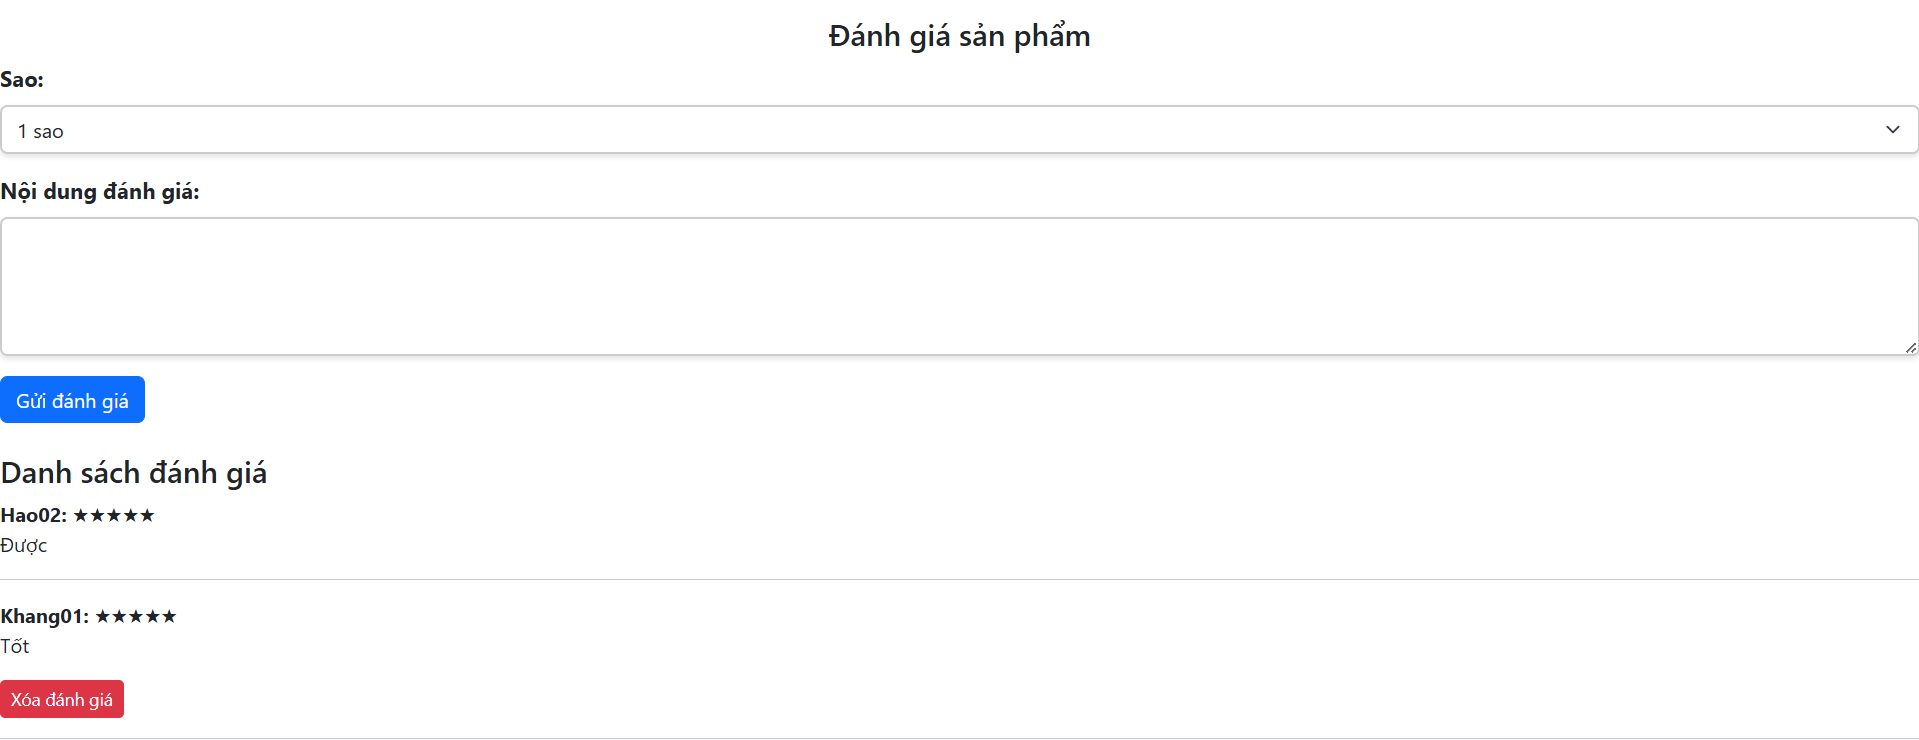 Đánh giá sản phẩm
Sao:
1 sao
Nội dung đánh giá:
Gửi đánh giá
Danh sách đánh giá
Hao02: ★★★★★
Được
Khang01: ★★★★★
Tốt
Xóa đánh giá